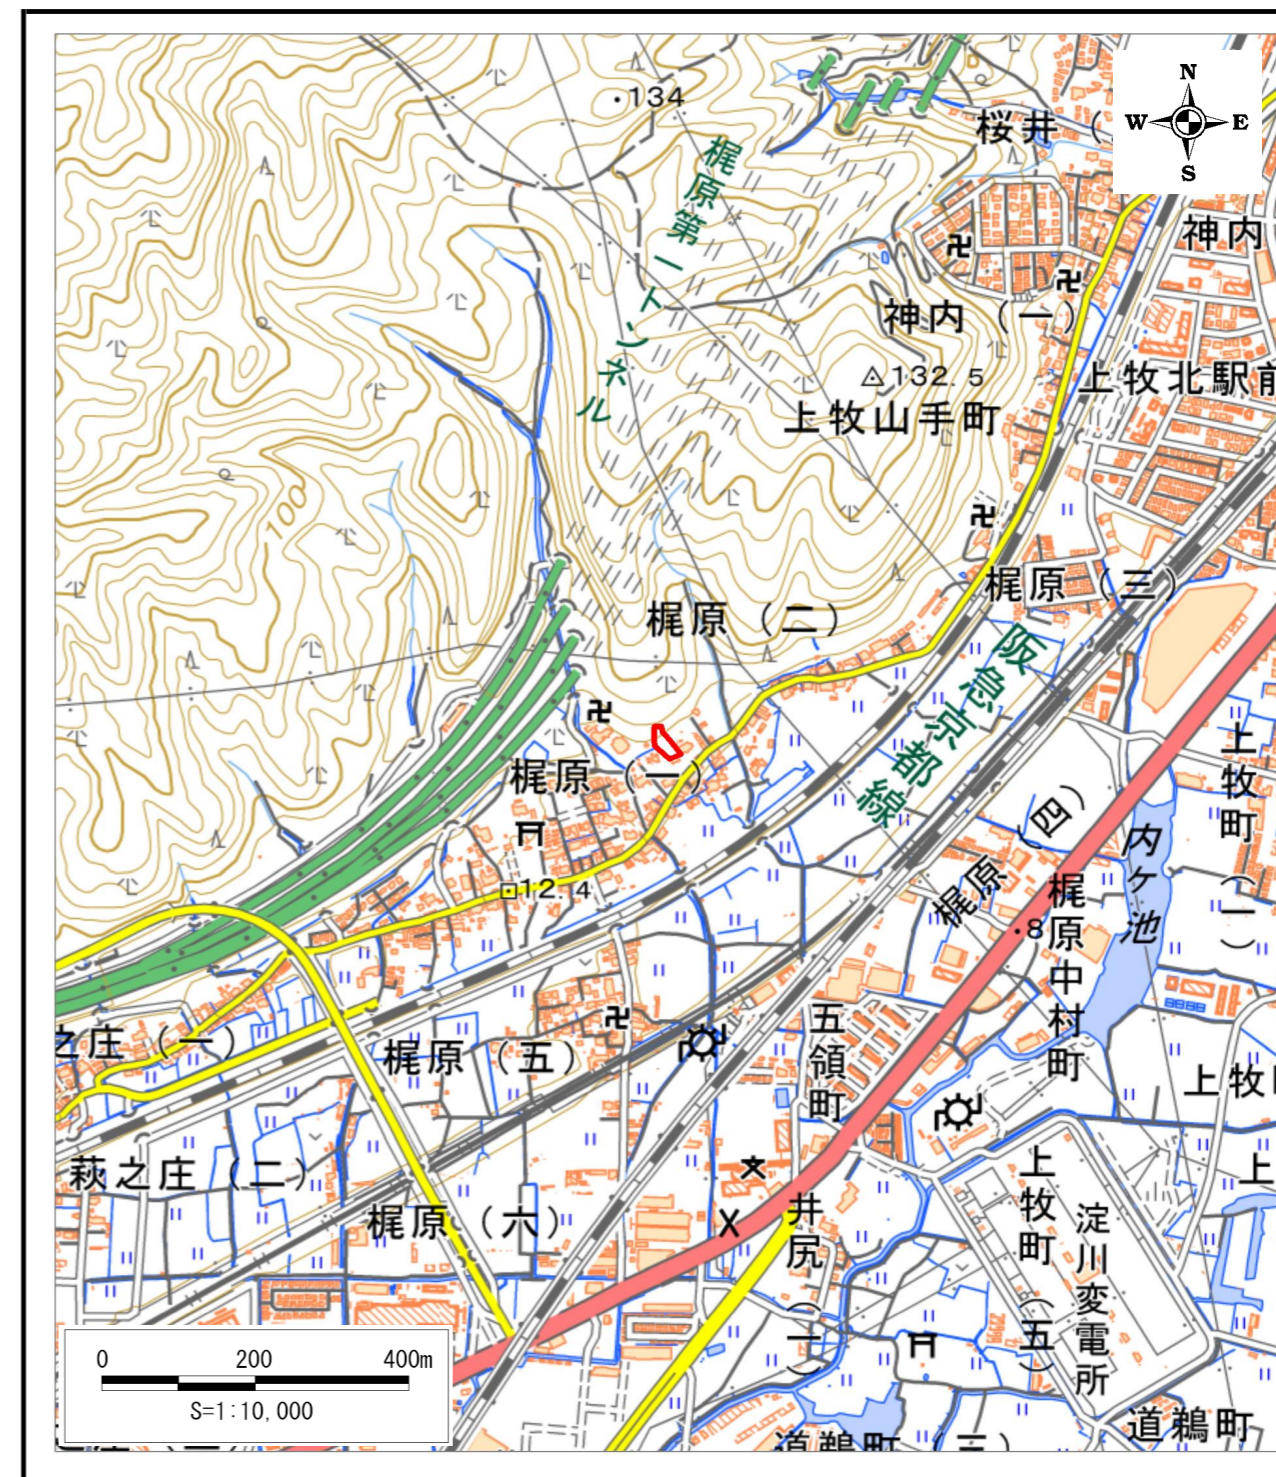 134
桜井
N
W E
S
梶原第一トンネル
神内
神内（一）
132.5
上牧山手町
上牧北駅前
100
梶原（二）
梶原（三）
阪急京都線
梶原（一）
上牧町（一）
梶原（四）
内ケ池
12.4
8
梶原中村町
之庄（一）
梶原（五）
五領町
上牧
萩之庄（二）
梶原（六）
井尻（一）
上牧町（五）
淀川変電所
上
0 200 400m
S=1:10,000
道鵜町
道鵜町（三）